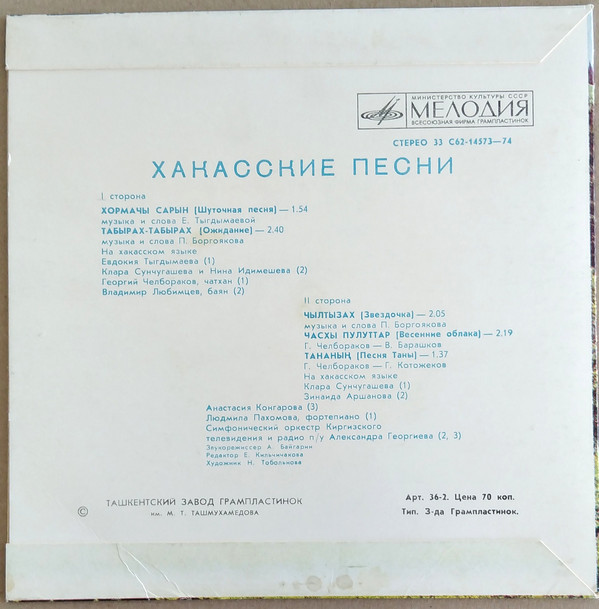 МИНИСТЕРСТВО КУЛЬТУРЫ СССР
МЕЛОДИЯ
ВСЕСОЮЗНАЯ ФИРМА ГРАМПЛАСТИНОК
СТЕРЕО 33 С62-14573—74
ХАКАССКИЕ ПЕСНИ
I сторона
ХОРМАЧЫ САРЫН [Шуточная песня] — 1.54
музыка и слова Е. Тыгдымаевой
ТАБЫРАХ-ТАБЫРАХ [Ожидание] — 2.40
музыка и слова П. Боргоякова
На хакасском языке
Евдокия Тыгдымаева (1)
Клара Сунчугашева и Нина Идимешева (2)
Георгий Челбораков, чатхан (1)
Владимир Любимцев, баян (2)
II сторона
ЧЫЛТЫЗАХ [Звездочка] — 2.05
музыка и слова П. Боргоякова
ЧАСХЫ ПУЛУТТАР [Весенние облака] — 2.19
Г. Челбораков — В. Барашков
ТАНАНЫҢ [Песня Таны] — 1.37
Г. Челбораков — Г. Котожеков
На хакасском языке
Клара Сунчугашева (1)
Зинаида Аршанова (2)
Анастасия Конгарова (3)
Людмила Пахомова, фортепиано (1)
Симфонический оркестр Киргизского
телевидения и радио п/у Александра Георгиева (2, 3)
Звукорежиссер А. Байгарин
Редактор Е. Кильчичакова
Художник Н. Тоболкова
© ТАШКЕНТСКИЙ ЗАВОД ГРАМПЛАСТИНОК
им. М. Т. ТАШМУХАМЕДОВА
Арт. 36-2. Цена 70 коп.
Тип. З-да Грампластинок.